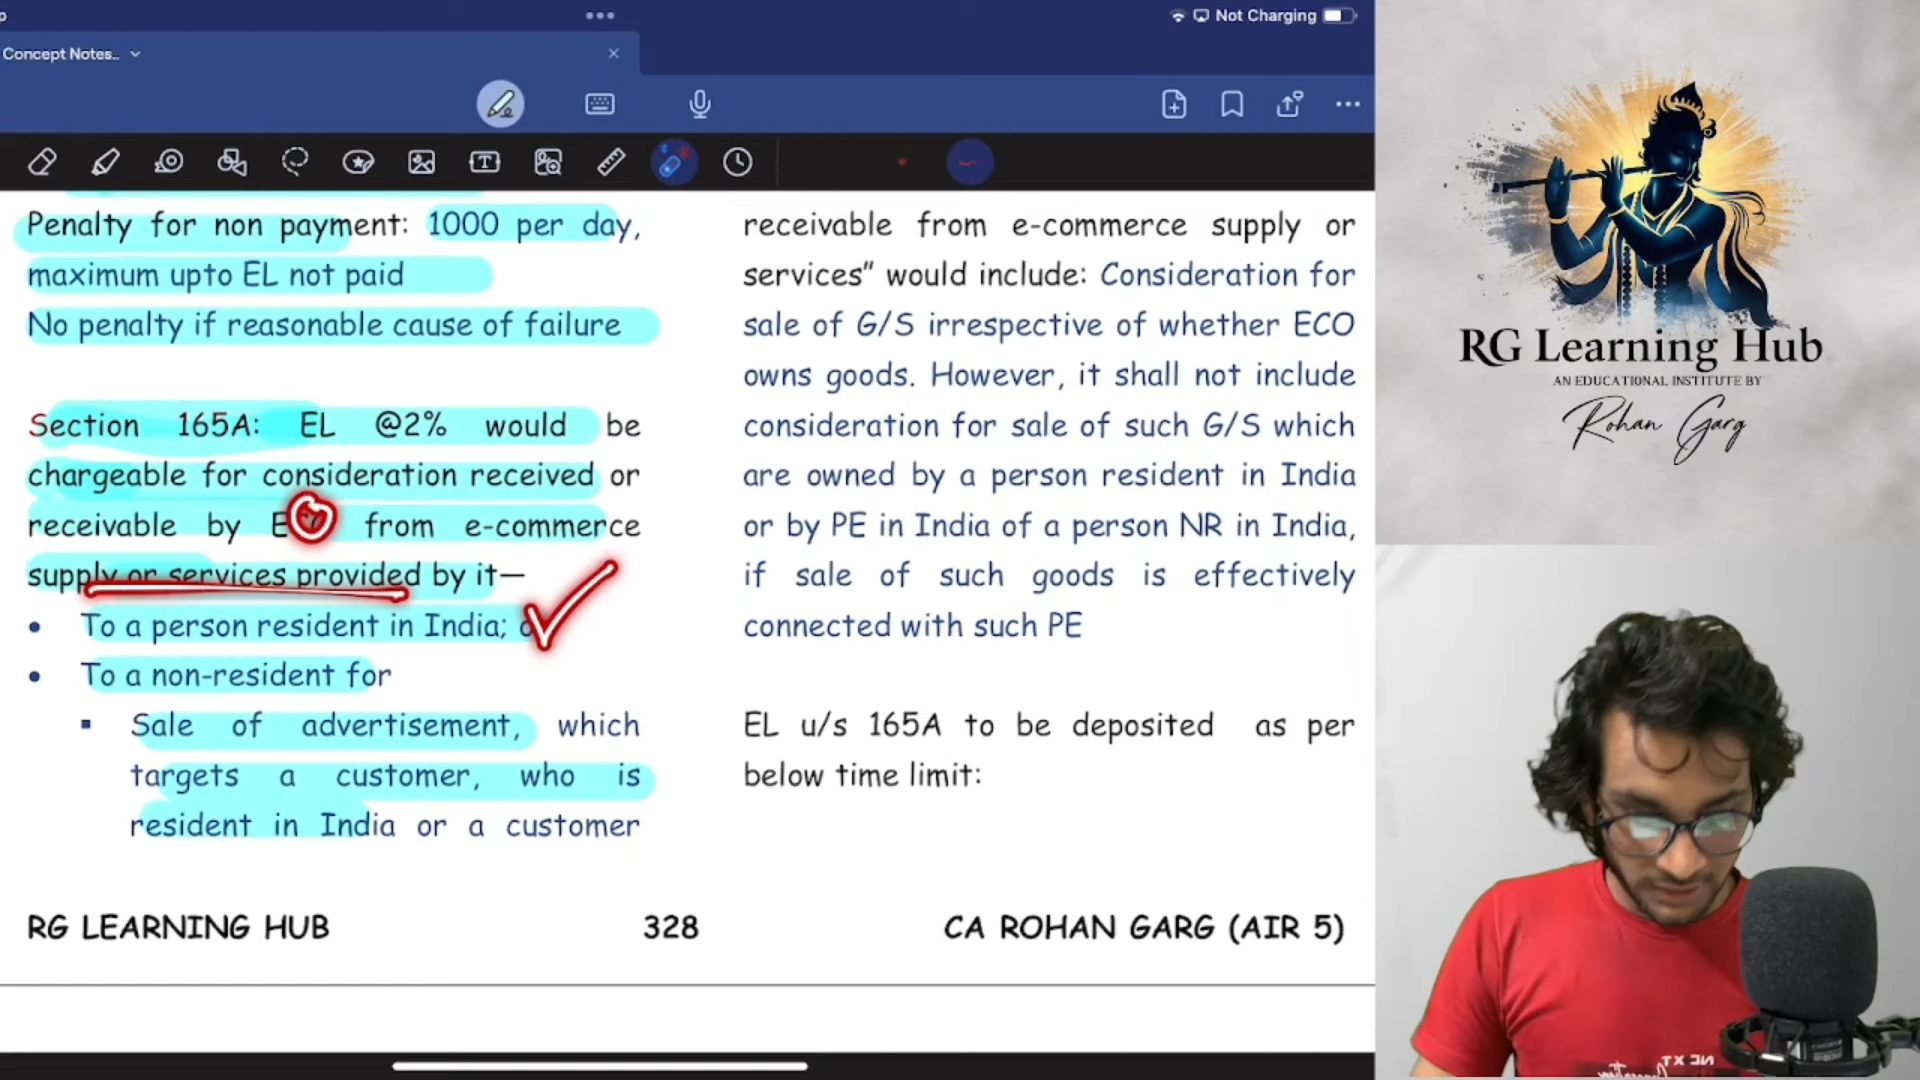 Not Charging
Concept Notes..
Penalty for non payment: 1000 per day,
maximum upto EL not paid
No penalty if reasonable cause of failure
Section 165A: EL @2% would be
chargeable for consideration received or
receivable by from e-commerce
supply or services provided by it—
• To a person resident in India;
• To a non-resident for
▪ Sale of advertisement, which
targets a customer, who is
resident in India or a customer
receivable from e-commerce supply or
services” would include: Consideration for
sale of G/S irrespective of whether ECO
owns goods. However, it shall not include
consideration for sale of such G/S which
are owned by a person resident in India
or by PE in India of a person NR in India,
if sale of such goods is effectively
connected with such PE
EL u/s 165A to be deposited as per
below time limit:
RG LEARNING HUB 328 CA ROHAN GARG (AIR 5)
RG Learning Hub
AN EDUCATIONAL INSTITUTE BY
Rohan Garg